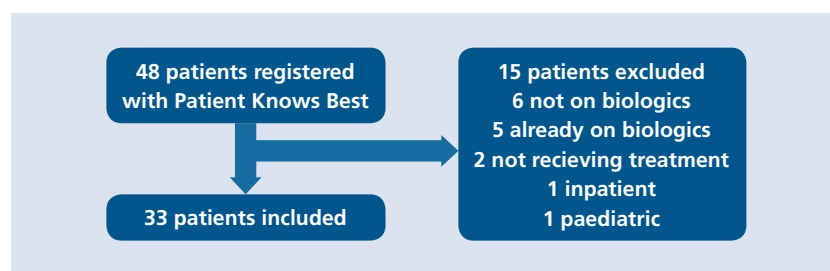 48 patients registered
with Patient Knows Best
33 patients included
15 patients excluded
6 not on biologics
5 already on biologics
2 not recieving treatment
1 inpatient
1 paediatric